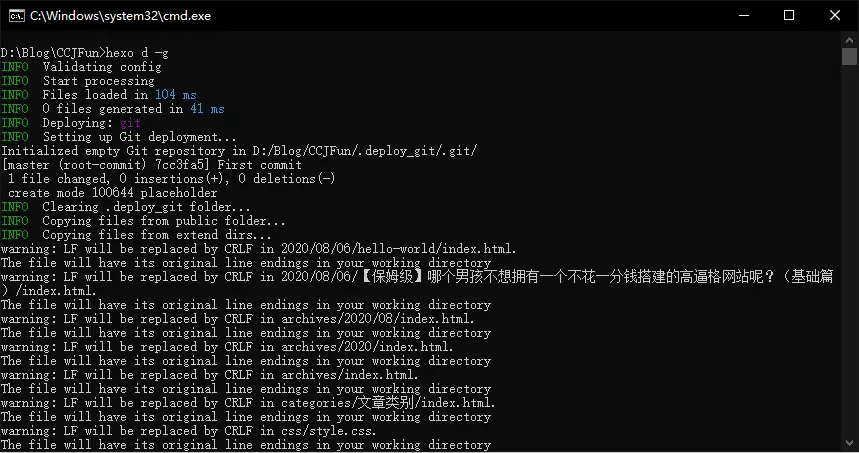 C:\Windows\system32\cmd.exe
D:\Blog\CCJFun>hexo d -g
INFO  Validating config
INFO  Start processing
INFO  Files loaded in 104 ms
INFO  0 files generated in 41 ms
INFO  Deploying: git
INFO  Setting up Git deployment...
Initialized empty Git repository in D:/Blog/CCJFun/.deploy_git/.git/
[master (root-commit) 7cc3fa5] First commit
 1 file changed, 0 insertions(+), 0 deletions(-)
 create mode 100644 placeholder
INFO  Clearing .deploy_git folder...
INFO  Copying files from public folder...
INFO  Copying files from extend dirs...
warning: LF will be replaced by CRLF in 2020/08/06/hello-world/index.html.
The file will have its original line endings in your working directory
warning: LF will be replaced by CRLF in 2020/08/06/【保姆级】哪个男孩不想拥有一个不花一分钱搭建的高逼格网站呢？（基础篇
）/index.html.
The file will have its original line endings in your working directory
warning: LF will be replaced by CRLF in archives/2020/08/index.html.
The file will have its original line endings in your working directory
warning: LF will be replaced by CRLF in archives/2020/index.html.
The file will have its original line endings in your working directory
warning: LF will be replaced by CRLF in archives/index.html.
The file will have its original line endings in your working directory
warning: LF will be replaced by CRLF in categories/文章类别/index.html.
The file will have its original line endings in your working directory
warning: LF will be replaced by CRLF in css/style.css.
The file will have its original line endings in your working directory